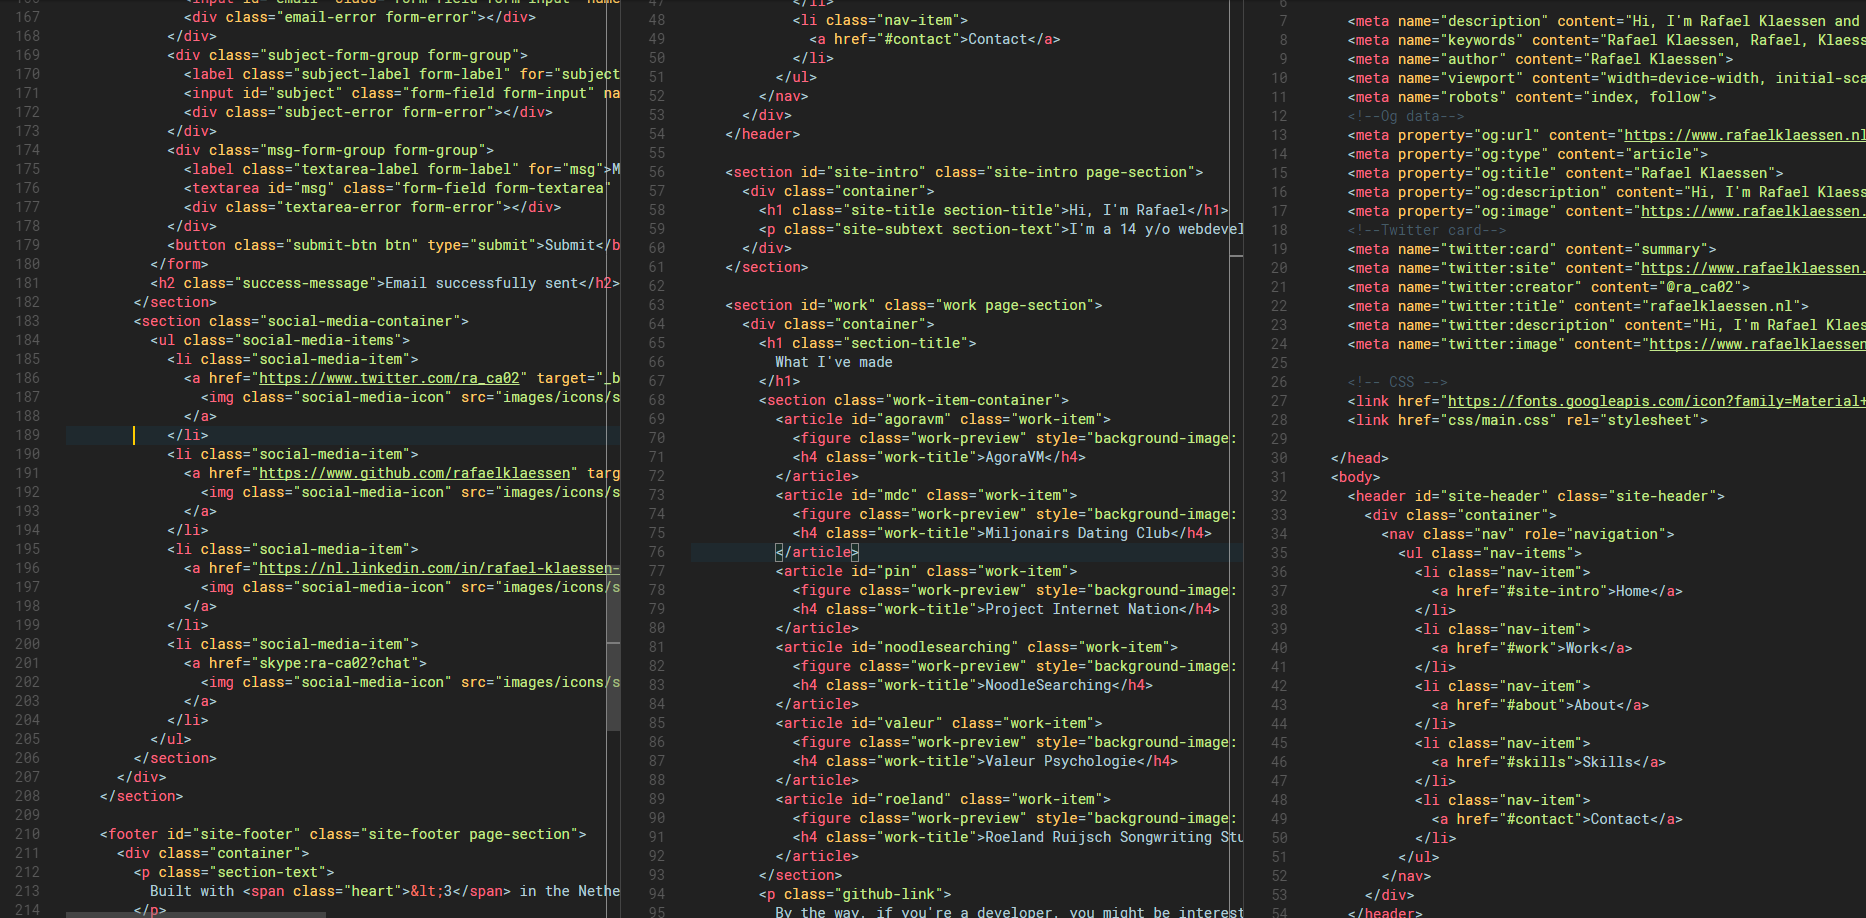 166 <input id="email" class="form-field form-input" name
167 <div class="email-error form-error"></div>
168 </div>
169 <div class="subject-form-group form-group">
170 <label class="subject-label form-label" for="subject
171 <input id="subject" class="form-field form-input" na
172 <div class="subject-error form-error"></div>
173 </div>
174 <div class="msg-form-group form-group">
175 <label class="textarea-label form-label" for="msg">M
176 <textarea id="msg" class="form-field form-textarea"
177 <div class="textarea-error form-error"></div>
178 </div>
179 <button class="submit-btn btn" type="submit">Submit</b
180 </form>
181 <h2 class="success-message">Email successfully sent</h2>
182 </section>
183 <section class="social-media-container">
184 <ul class="social-media-items">
185 <li class="social-media-item">
186 <a href="https://www.twitter.com/ra_ca02" target="_b
187 <img class="social-media-icon" src="images/icons/s
188 </a>
189 </li>
190 <li class="social-media-item">
191 <a href="https://www.github.com/rafaelklaessen" targ
192 <img class="social-media-icon" src="images/icons/s
193 </a>
194 </li>
195 <li class="social-media-item">
196 <a href="https://nl.linkedin.com/in/rafael-klaessen-
197 <img class="social-media-icon" src="images/icons/s
198 </a>
199 </li>
200 <li class="social-media-item">
201 <a href="skype:ra-ca02?chat">
202 <img class="social-media-icon" src="images/icons/s
203 </a>
204 </li>
205 </ul>
206 </section>
207 </div>
208 </section>
209
210 <footer id="site-footer" class="site-footer page-section">
211 <div class="container">
212 <p class="section-text">
213 Built with <span class="heart">&lt;3</span> in the Nethe
214 </p>
47 </li>
48 <li class="nav-item">
49 <a href="#contact">Contact</a>
50 </li>
51 </ul>
52 </nav>
53 </div>
54 </header>
55
56 <section id="site-intro" class="site-intro page-section">
57 <div class="container">
58 <h1 class="site-title section-title">Hi, I'm Rafael</h1>
59 <p class="site-subtext section-text">I'm a 14 y/o webdevel
60 </div>
61 </section>
62
63 <section id="work" class="work page-section">
64 <div class="container">
65 <h1 class="section-title">
66 What I've made
67 </h1>
68 <section class="work-item-container">
69 <article id="agoravm" class="work-item">
70 <figure class="work-preview" style="background-image:
71 <h4 class="work-title">AgoraVM</h4>
72 </article>
73 <article id="mdc" class="work-item">
74 <figure class="work-preview" style="background-image:
75 <h4 class="work-title">Miljonairs Dating Club</h4>
76 </article>
77 <article id="pin" class="work-item">
78 <figure class="work-preview" style="background-image:
79 <h4 class="work-title">Project Internet Nation</h4>
80 </article>
81 <article id="noodlesearching" class="work-item">
82 <figure class="work-preview" style="background-image:
83 <h4 class="work-title">NoodleSearching</h4>
84 </article>
85 <article id="valeur" class="work-item">
86 <figure class="work-preview" style="background-image:
87 <h4 class="work-title">Valeur Psychologie</h4>
88 </article>
89 <article id="roeland" class="work-item">
90 <figure class="work-preview" style="background-image:
91 <h4 class="work-title">Roeland Ruijsch Songwriting Stu
92 </article>
93 </section>
94 <p class="github-link">
95 By the way, if you're a developer, you might be interest
6
7 <meta name="description" content="Hi, I'm Rafael Klaessen and
8 <meta name="keywords" content="Rafael Klaessen, Rafael, Klaess
9 <meta name="author" content="Rafael Klaessen">
10 <meta name="viewport" content="width=device-width, initial-sca
11 <meta name="robots" content="index, follow">
12 <!--Og data-->
13 <meta property="og:url" content="https://www.rafaelklaessen.nl
14 <meta property="og:type" content="article">
15 <meta property="og:title" content="Rafael Klaessen">
16 <meta property="og:description" content="Hi, I'm Rafael Klaess
17 <meta property="og:image" content="https://www.rafaelklaessen.
18 <!--Twitter card-->
19 <meta name="twitter:card" content="summary">
20 <meta name="twitter:site" content="https://www.rafaelklaessen.
21 <meta name="twitter:creator" content="@ra_ca02">
22 <meta name="twitter:title" content="rafaelklaessen.nl">
23 <meta name="twitter:description" content="Hi, I'm Rafael Klaes
24 <meta name="twitter:image" content="https://www.rafaelklaessen
25
26 <!-- CSS -->
27 <link href="https://fonts.googleapis.com/icon?family=Material+
28 <link href="css/main.css" rel="stylesheet">
29
30 </head>
31 <body>
32 <header id="site-header" class="site-header">
33 <div class="container">
34 <nav class="nav" role="navigation">
35 <ul class="nav-items">
36 <li class="nav-item">
37 <a href="#site-intro">Home</a>
38 </li>
39 <li class="nav-item">
40 <a href="#work">Work</a>
41 </li>
42 <li class="nav-item">
43 <a href="#about">About</a>
44 </li>
45 <li class="nav-item">
46 <a href="#skills">Skills</a>
47 </li>
48 <li class="nav-item">
49 <a href="#contact">Contact</a>
50 </li>
51 </ul>
52 </nav>
53 </div>
54 </header>